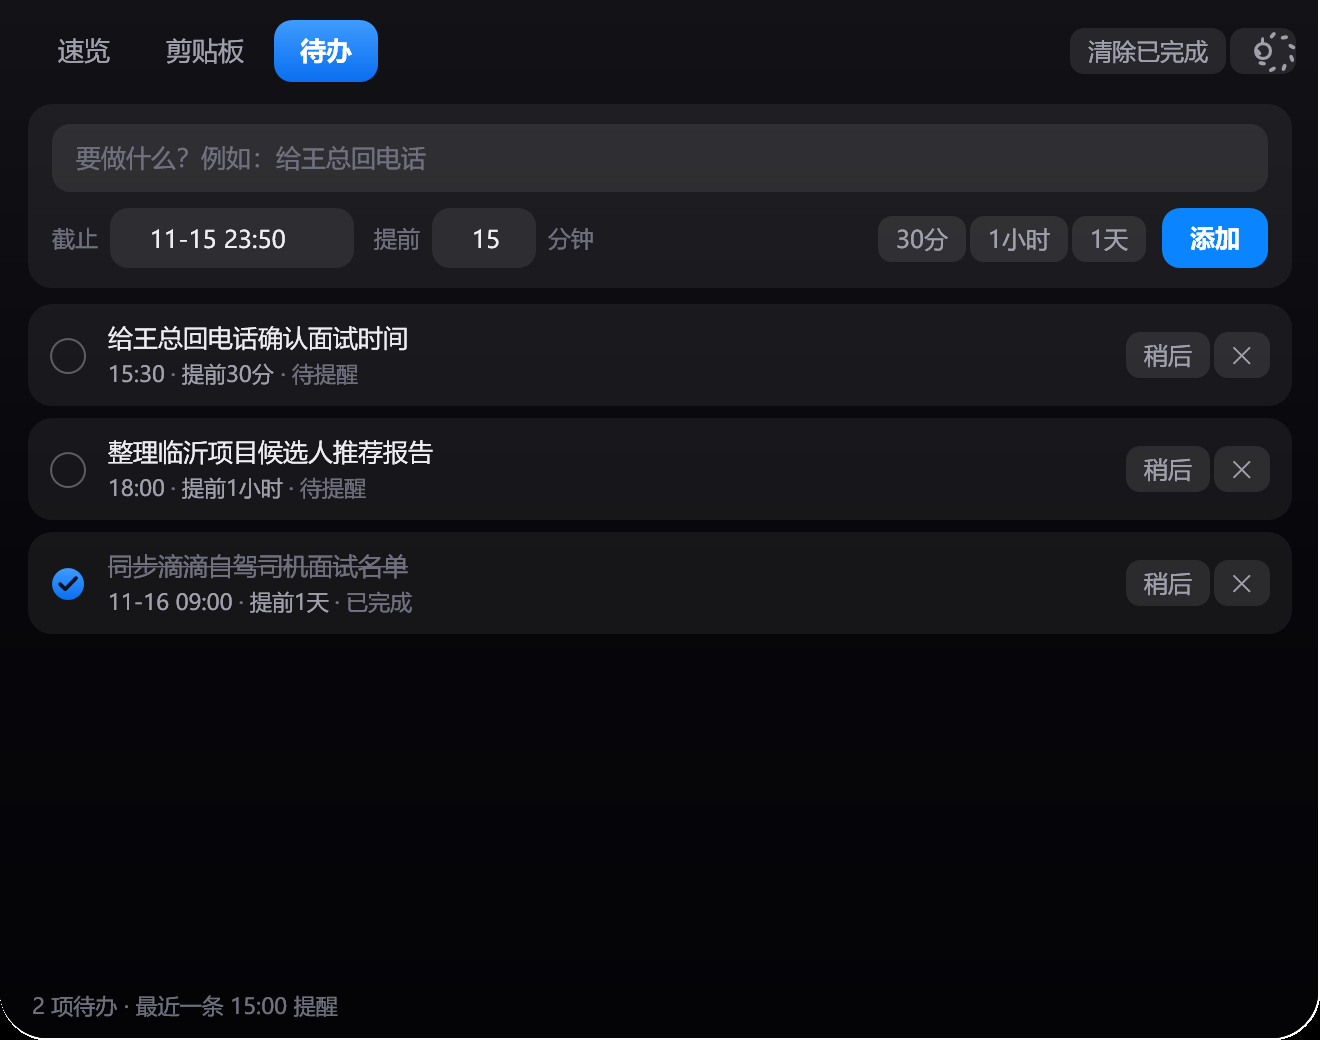 速览 剪贴板 待办 清除已完成
要做什么？例如：给王总回电话
截止 11-15 23:50 提前 15 分钟 30分 1小时 1天 添加
给王总回电话确认面试时间
15:30 · 提前30分 · 待提醒
稍后 ×
整理临沂项目候选人推荐报告
18:00 · 提前1小时 · 待提醒
稍后 ×
同步滴滴自驾司机面试名单
11-16 09:00 · 提前1天 · 已完成
稍后 ×
2 项待办 · 最近一条 15:00 提醒